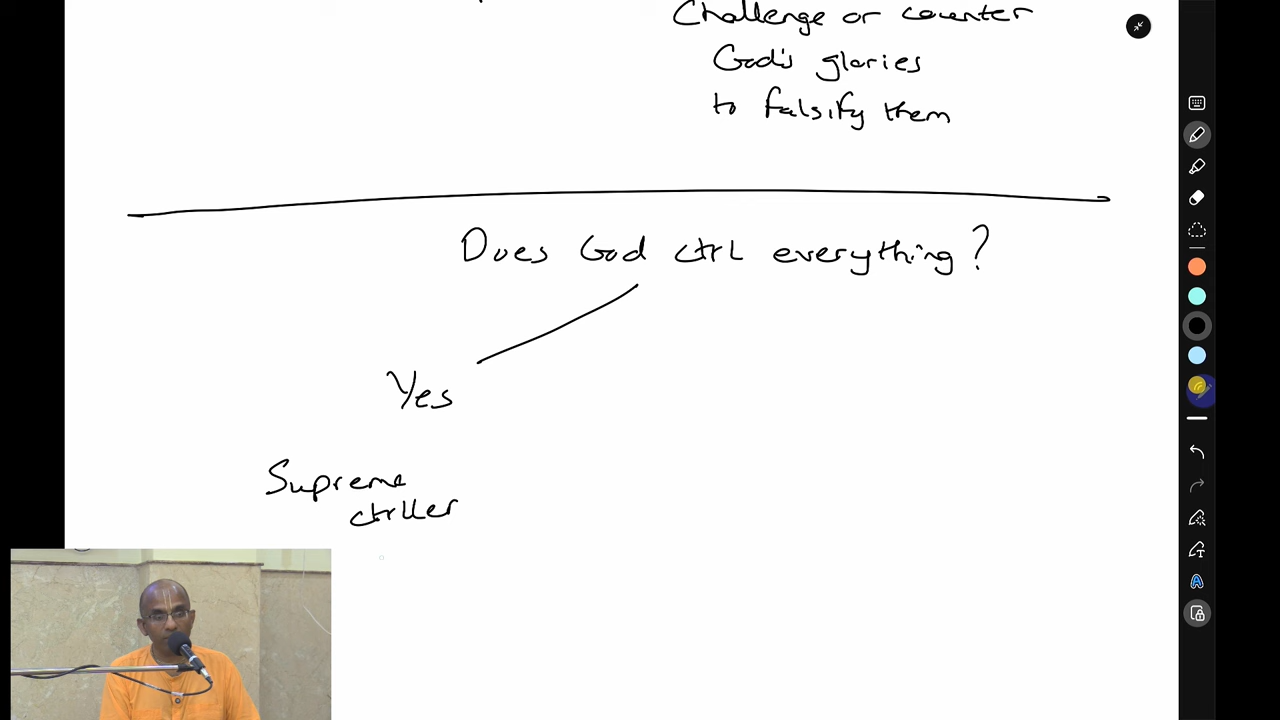 Challenge or counter
God's glories
to falsify them
Does God ctrl everything?
Yes
Supreme
ctrller